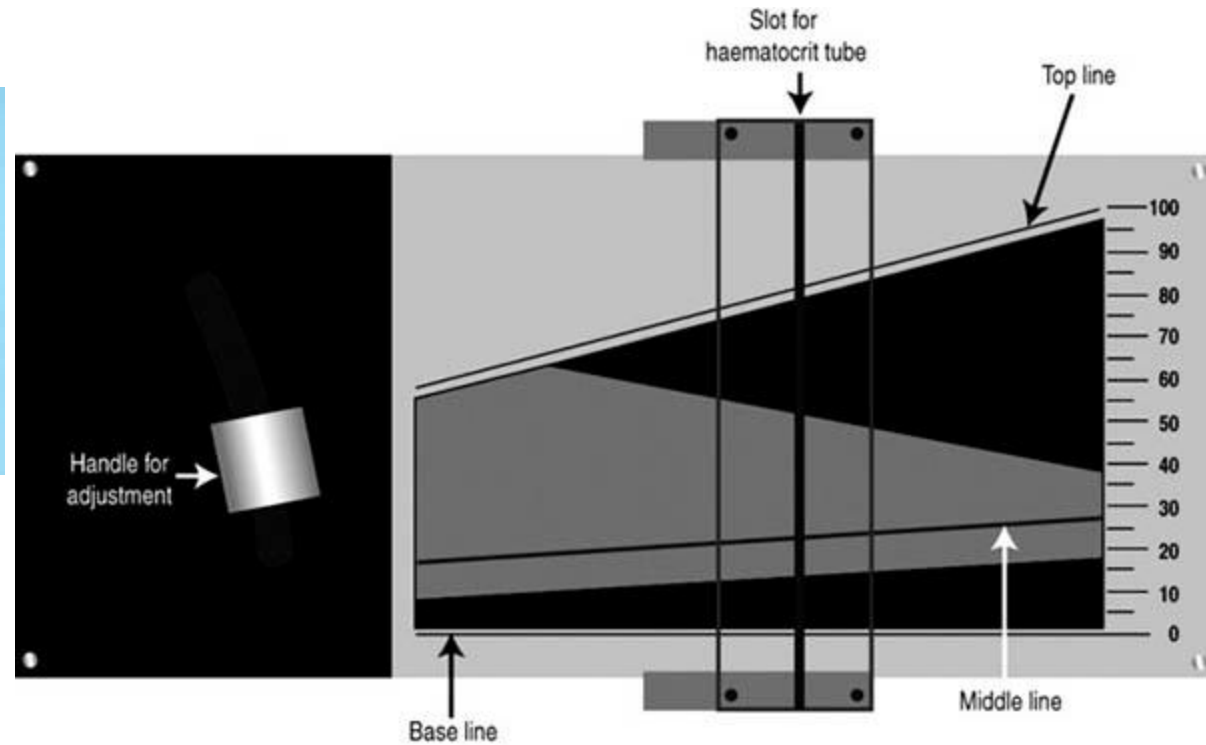 Slot for
haematocrit tube
Top line
100
90
80
70
60
50
40
30
20
10
0
Handle for
adjustment
Middle line
Base line